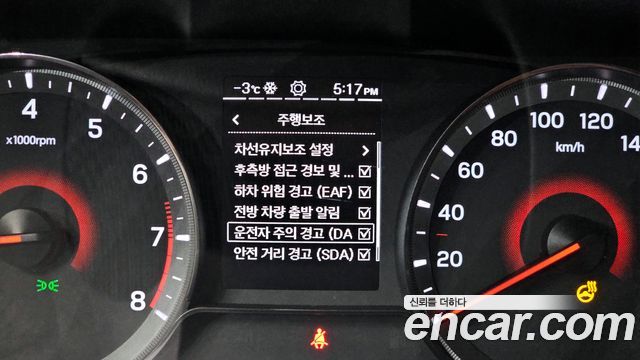 -3℃ 5:17 PM
주행보조
차선유지보조 설정
후측방 접근 경보 및 ...
하차 위험 경고 (EAF)
전방 차량 출발 알림
운전자 주의 경고 (DA
안전 거리 경고 (SDA)
4
x1000rpm
5
6
7
8
20
40
60
80
100
120
14
km/h
신뢰를 더하다
encar.com